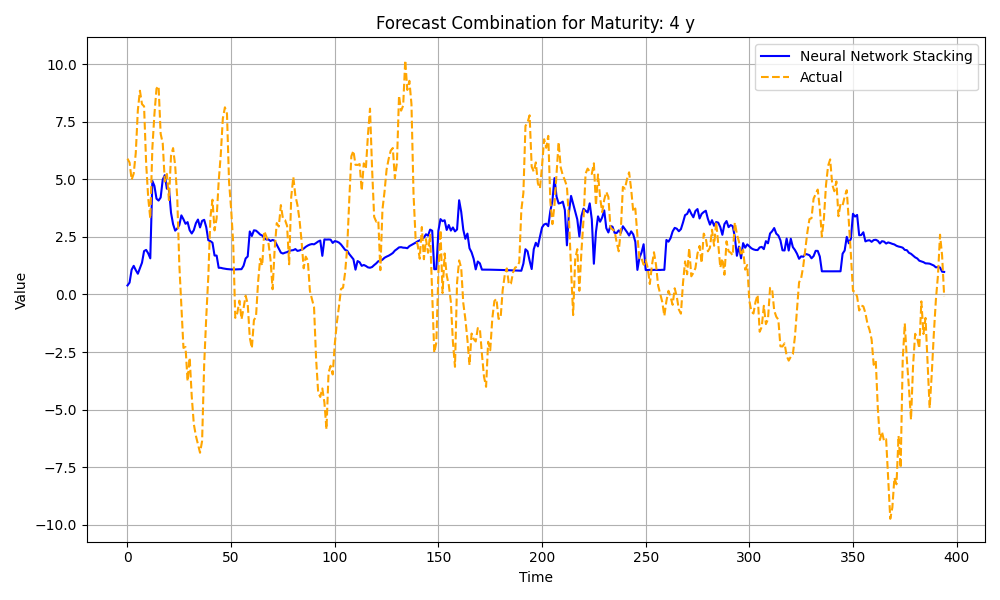 Forecast Combination for Maturity: 4 y
Neural Network Stacking
Actual
Value
10.0
7.5
5.0
2.5
0.0
−2.5
−5.0
−7.5
−10.0
0 50 100 150 200 250 300 350 400
Time